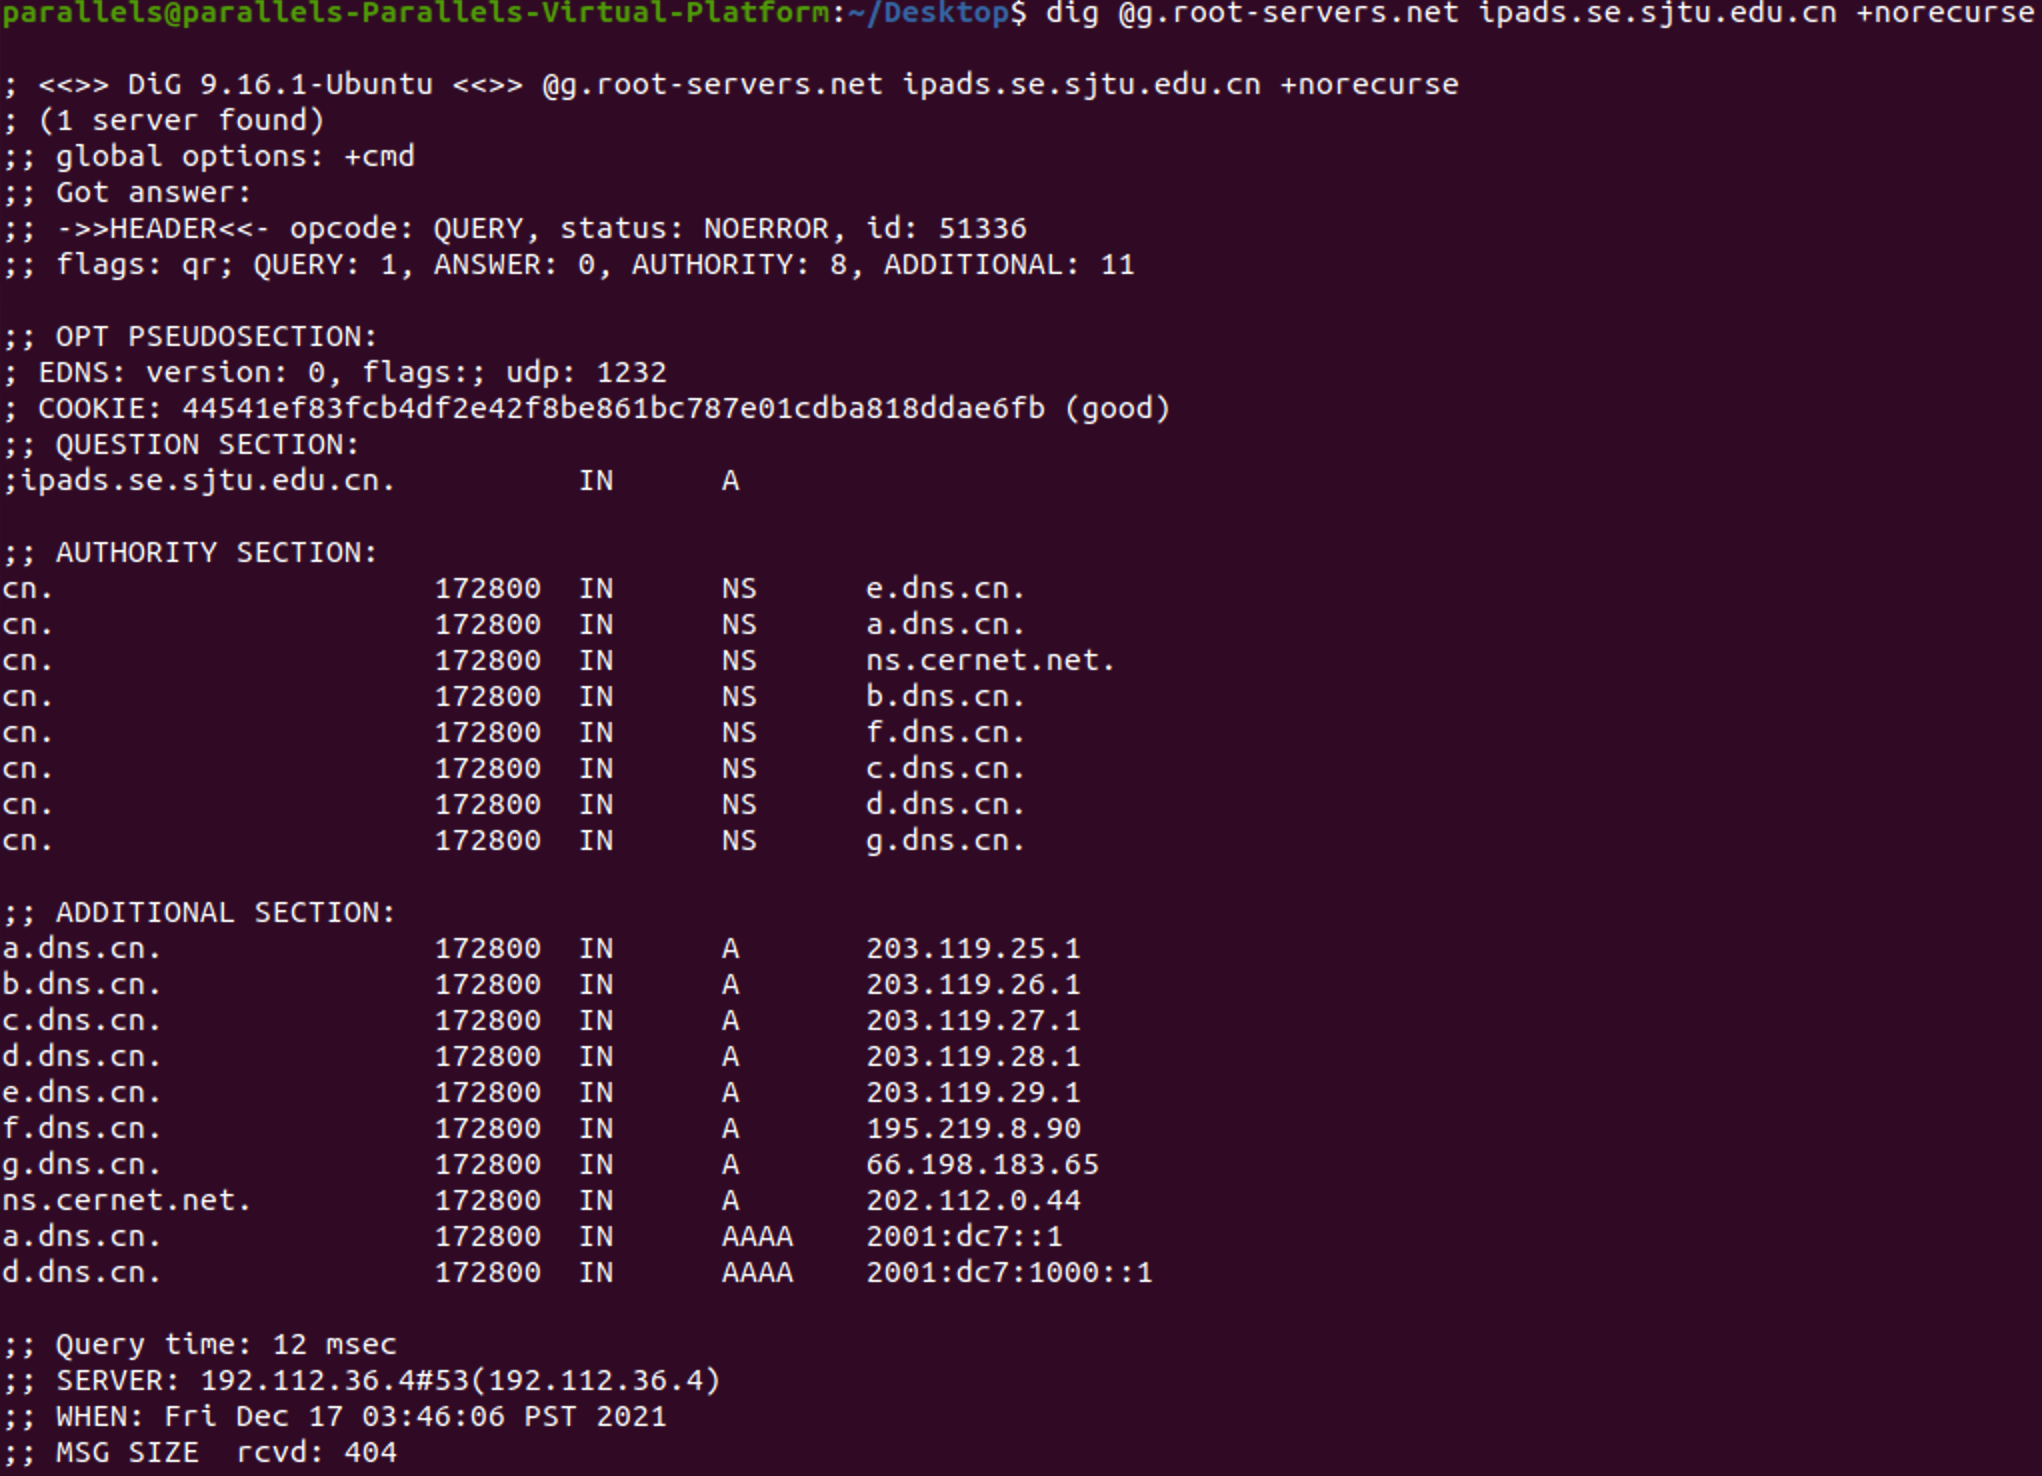 parallels@parallels-Parallels-Virtual-Platform:~/Desktop$ dig @g.root-servers.net ipads.se.sjtu.edu.cn +norecurse
; <<>> DiG 9.16.1-Ubuntu <<>> @g.root-servers.net ipads.se.sjtu.edu.cn +norecurse
; (1 server found)
;; global options: +cmd
;; Got answer:
;; ->>HEADER<<- opcode: QUERY, status: NOERROR, id: 51336
;; flags: qr; QUERY: 1, ANSWER: 0, AUTHORITY: 8, ADDITIONAL: 11
;; OPT PSEUDOSECTION:
; EDNS: version: 0, flags:; udp: 1232
; COOKIE: 44541ef83fcb4df2e42f8be861bc787e01cdba818ddae6fb (good)
;; QUESTION SECTION:
;ipads.se.sjtu.edu.cn. IN A
;; AUTHORITY SECTION:
cn. 172800 IN NS e.dns.cn.
cn. 172800 IN NS a.dns.cn.
cn. 172800 IN NS ns.cernet.net.
cn. 172800 IN NS b.dns.cn.
cn. 172800 IN NS f.dns.cn.
cn. 172800 IN NS c.dns.cn.
cn. 172800 IN NS d.dns.cn.
cn. 172800 IN NS g.dns.cn.
;; ADDITIONAL SECTION:
a.dns.cn. 172800 IN A 203.119.25.1
b.dns.cn. 172800 IN A 203.119.26.1
c.dns.cn. 172800 IN A 203.119.27.1
d.dns.cn. 172800 IN A 203.119.28.1
e.dns.cn. 172800 IN A 203.119.29.1
f.dns.cn. 172800 IN A 195.219.8.90
g.dns.cn. 172800 IN A 66.198.183.65
ns.cernet.net. 172800 IN A 202.112.0.44
a.dns.cn. 172800 IN AAAA 2001:dc7::1
d.dns.cn. 172800 IN AAAA 2001:dc7:1000::1
;; Query time: 12 msec
;; SERVER: 192.112.36.4#53(192.112.36.4)
;; WHEN: Fri Dec 17 03:46:06 PST 2021
;; MSG SIZE rcvd: 404